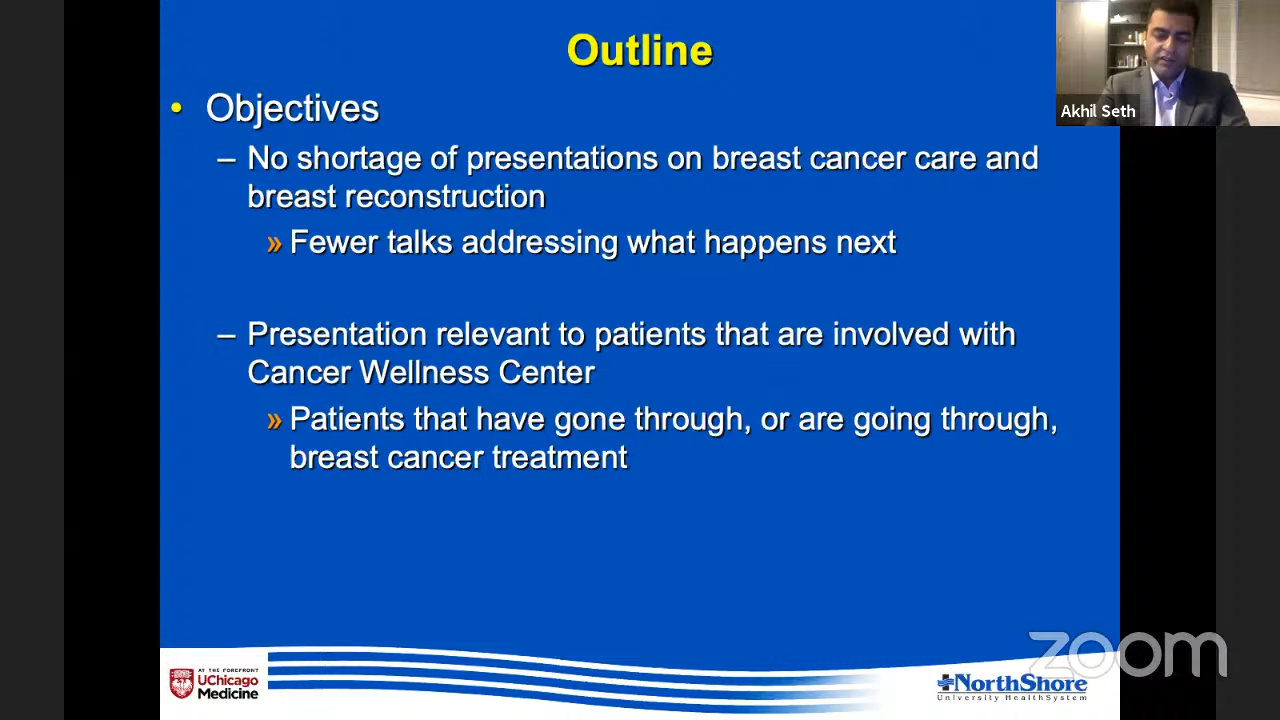 Outline
• Objectives
– No shortage of presentations on breast cancer care and
breast reconstruction
» Fewer talks addressing what happens next
– Presentation relevant to patients that are involved with
Cancer Wellness Center
» Patients that have gone through, or are going through,
breast cancer treatment
Akhil Seth
zoom
AT THE FOREFRONT
UChicago
Medicine
NorthShore
University HealthSystem